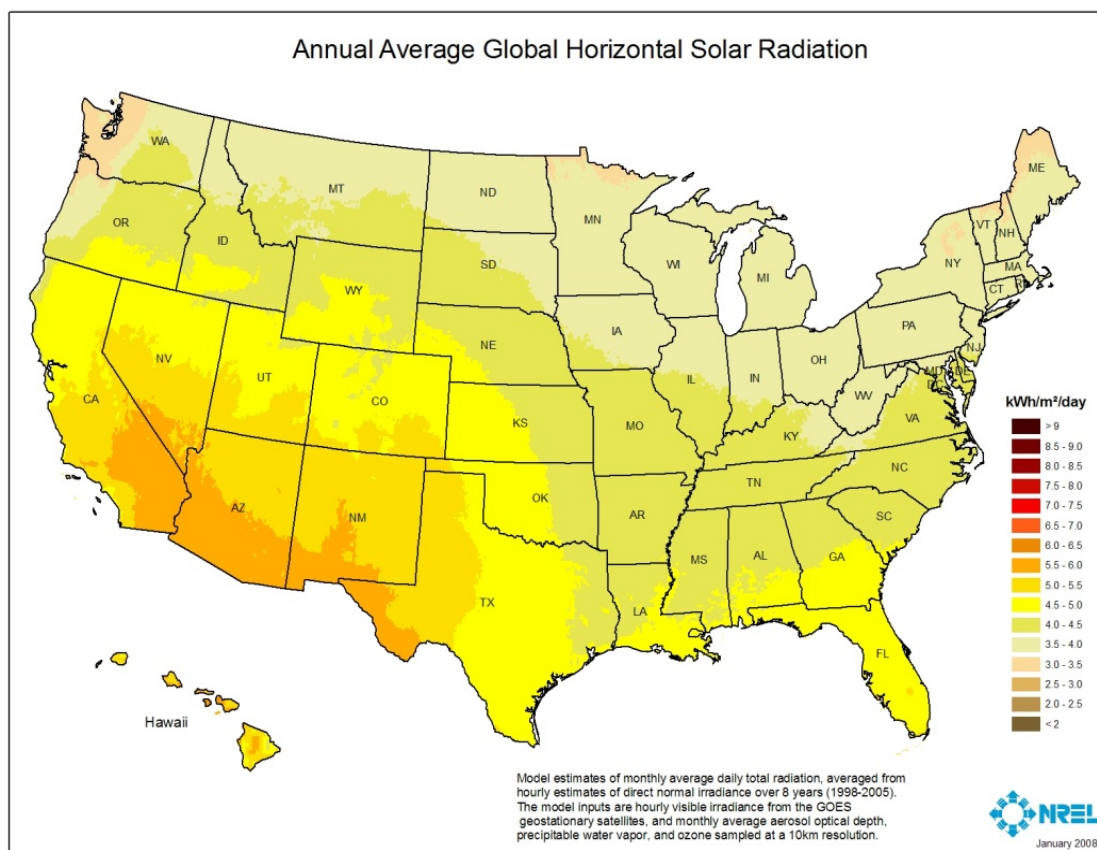 Annual Average Global Horizontal Solar Radiation
WA
MT
ND
MN
ME
OR
ID
SD
WI
MI
VT
NH
NY
MA
CT
RI
WY
IA
PA
NE
NJ
NV
UT
CO
IL
IN
OH
MD
DE
DC
WV
CA
KS
MO
KY
VA
NC
TN
AZ
NM
OK
AR
SC
MS
AL
GA
TX
LA
FL
Hawaii
kWh/m²/day
> 9
8.5 - 9.0
8.0 - 8.5
7.5 - 8.0
7.0 - 7.5
6.5 - 7.0
6.0 - 6.5
5.5 - 6.0
5.0 - 5.5
4.5 - 5.0
4.0 - 4.5
3.5 - 4.0
3.0 - 3.5
2.5 - 3.0
2.0 - 2.5
< 2
Model estimates of monthly average daily total radiation, averaged from
hourly estimates of direct normal irradiance over 8 years (1998-2005).
The model inputs are hourly visible irradiance from the GOES
geostationary satellites, and monthly average aerosol optical depth,
precipitable water vapor, and ozone sampled at a 10km resolution.
NREL
January 2008